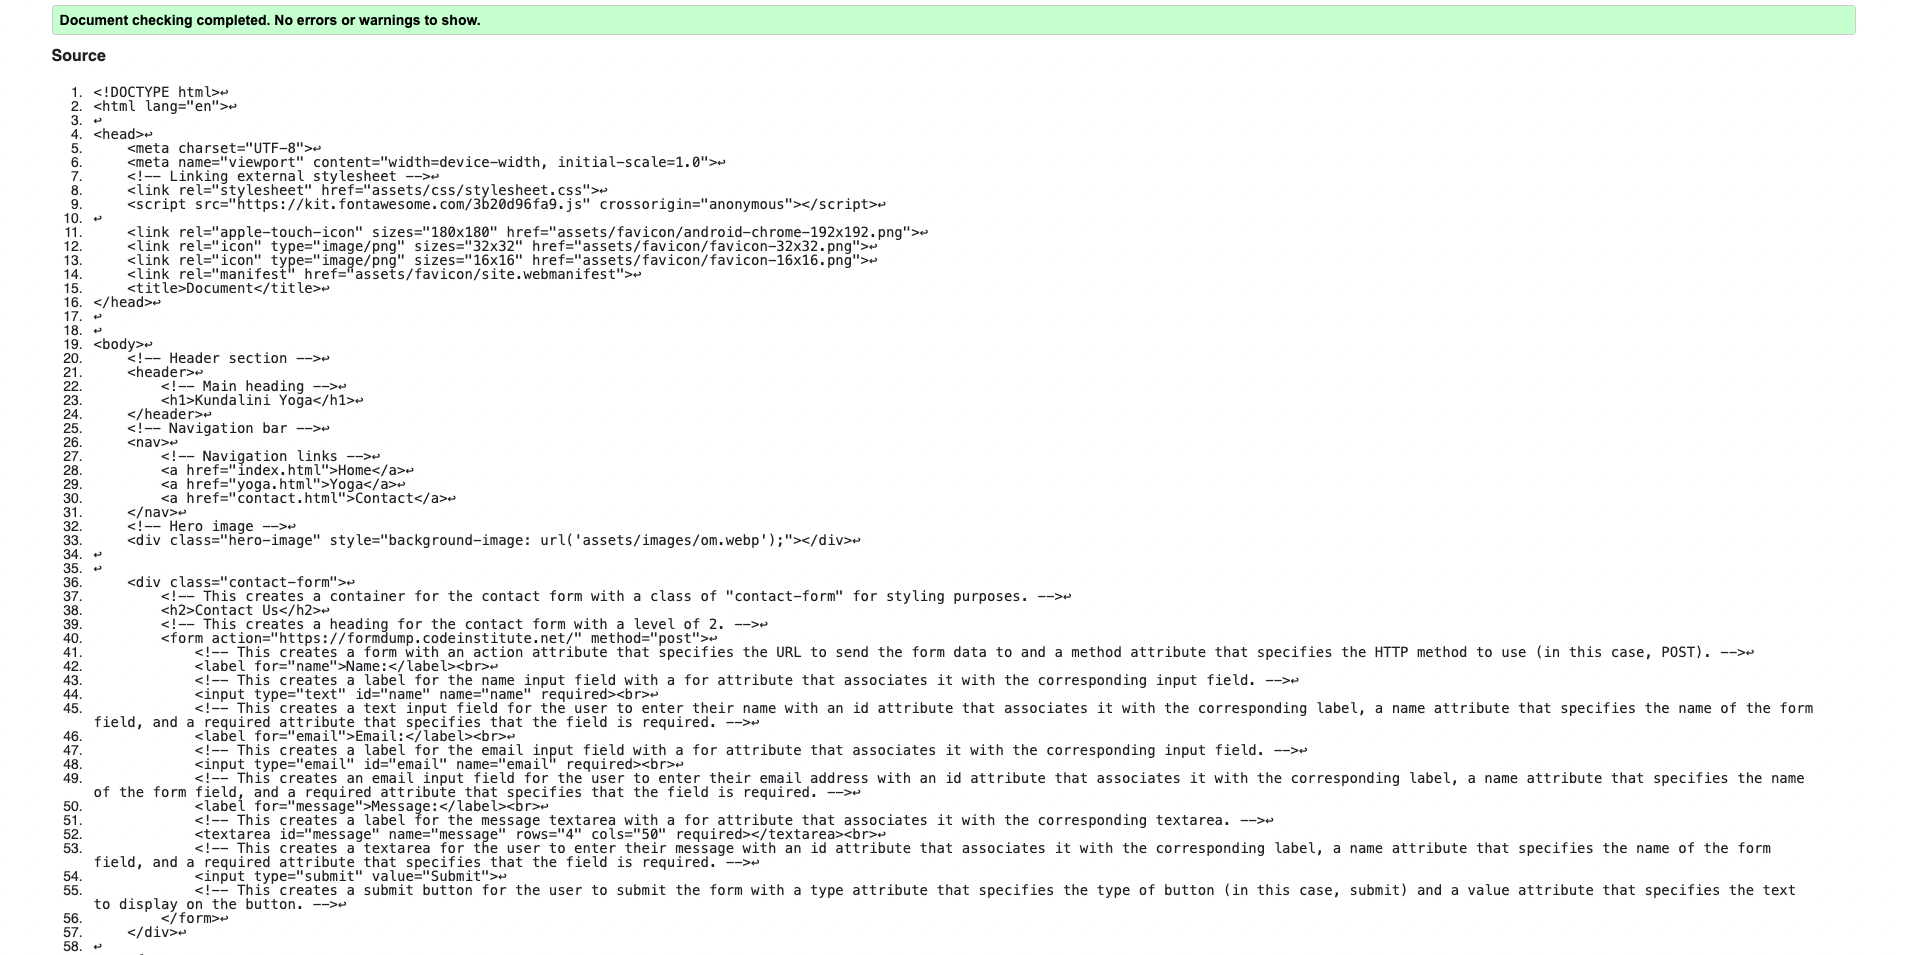 Document checking completed. No errors or warnings to show.
Source
1. <!DOCTYPE html>↩
2. <html lang="en">↩
3. ↩
4. <head>↩
5.     <meta charset="UTF-8">↩
6.     <meta name="viewport" content="width=device-width, initial-scale=1.0">↩
7.     <!-- Linking external stylesheet -->↩
8.     <link rel="stylesheet" href="assets/css/stylesheet.css">↩
9.     <script src="https://kit.fontawesome.com/3b20d96fa9.js" crossorigin="anonymous"></script>↩
10. ↩
11.     <link rel="apple-touch-icon" sizes="180x180" href="assets/favicon/android-chrome-192x192.png">↩
12.     <link rel="icon" type="image/png" sizes="32x32" href="assets/favicon/favicon-32x32.png">↩
13.     <link rel="icon" type="image/png" sizes="16x16" href="assets/favicon/favicon-16x16.png">↩
14.     <link rel="manifest" href="assets/favicon/site.webmanifest">↩
15.     <title>Document</title>↩
16. </head>↩
17. ↩
18. ↩
19. <body>↩
20.     <!-- Header section -->↩
21.     <header>↩
22.         <!-- Main heading -->↩
23.         <h1>Kundalini Yoga</h1>↩
24.     </header>↩
25.     <!-- Navigation bar -->↩
26.     <nav>↩
27.         <!-- Navigation links -->↩
28.         <a href="index.html">Home</a>↩
29.         <a href="yoga.html">Yoga</a>↩
30.         <a href="contact.html">Contact</a>↩
31.     </nav>↩
32.     <!-- Hero image -->↩
33.     <div class="hero-image" style="background-image: url('assets/images/om.webp');"></div>↩
34. ↩
35. ↩
36.     <div class="contact-form">↩
37.         <!-- This creates a container for the contact form with a class of "contact-form" for styling purposes. -->↩
38.         <h2>Contact Us</h2>↩
39.         <!-- This creates a heading for the contact form with a level of 2. -->↩
40.         <form action="https://formdump.codeinstitute.net/" method="post">↩
41.             <!-- This creates a form with an action attribute that specifies the URL to send the form data to and a method attribute that specifies the HTTP method to use (in this case, POST). -->↩
42.             <label for="name">Name:</label><br>↩
43.             <!-- This creates a label for the name input field with a for attribute that associates it with the corresponding input field. -->↩
44.             <input type="text" id="name" name="name" required><br>↩
45.             <!-- This creates a text input field for the user to enter their name with an id attribute that associates it with the corresponding label, a name attribute that specifies the name of the form
field, and a required attribute that specifies that the field is required. -->↩
46.             <label for="email">Email:</label><br>↩
47.             <!-- This creates a label for the email input field with a for attribute that associates it with the corresponding input field. -->↩
48.             <input type="email" id="email" name="email" required><br>↩
49.             <!-- This creates an email input field for the user to enter their email address with an id attribute that associates it with the corresponding label, a name attribute that specifies the name
of the form field, and a required attribute that specifies that the field is required. -->↩
50.             <label for="message">Message:</label><br>↩
51.             <!-- This creates a label for the message textarea with a for attribute that associates it with the corresponding textarea. -->↩
52.             <textarea id="message" name="message" rows="4" cols="50" required></textarea><br>↩
53.             <!-- This creates a textarea for the user to enter their message with an id attribute that associates it with the corresponding label, a name attribute that specifies the name of the form
field, and a required attribute that specifies that the field is required. -->↩
54.             <input type="submit" value="Submit">↩
55.             <!-- This creates a submit button for the user to submit the form with a type attribute that specifies the type of button (in this case, submit) and a value attribute that specifies the text
to display on the button. -->↩
56.         </form>↩
57.     </div>↩
58. ↩